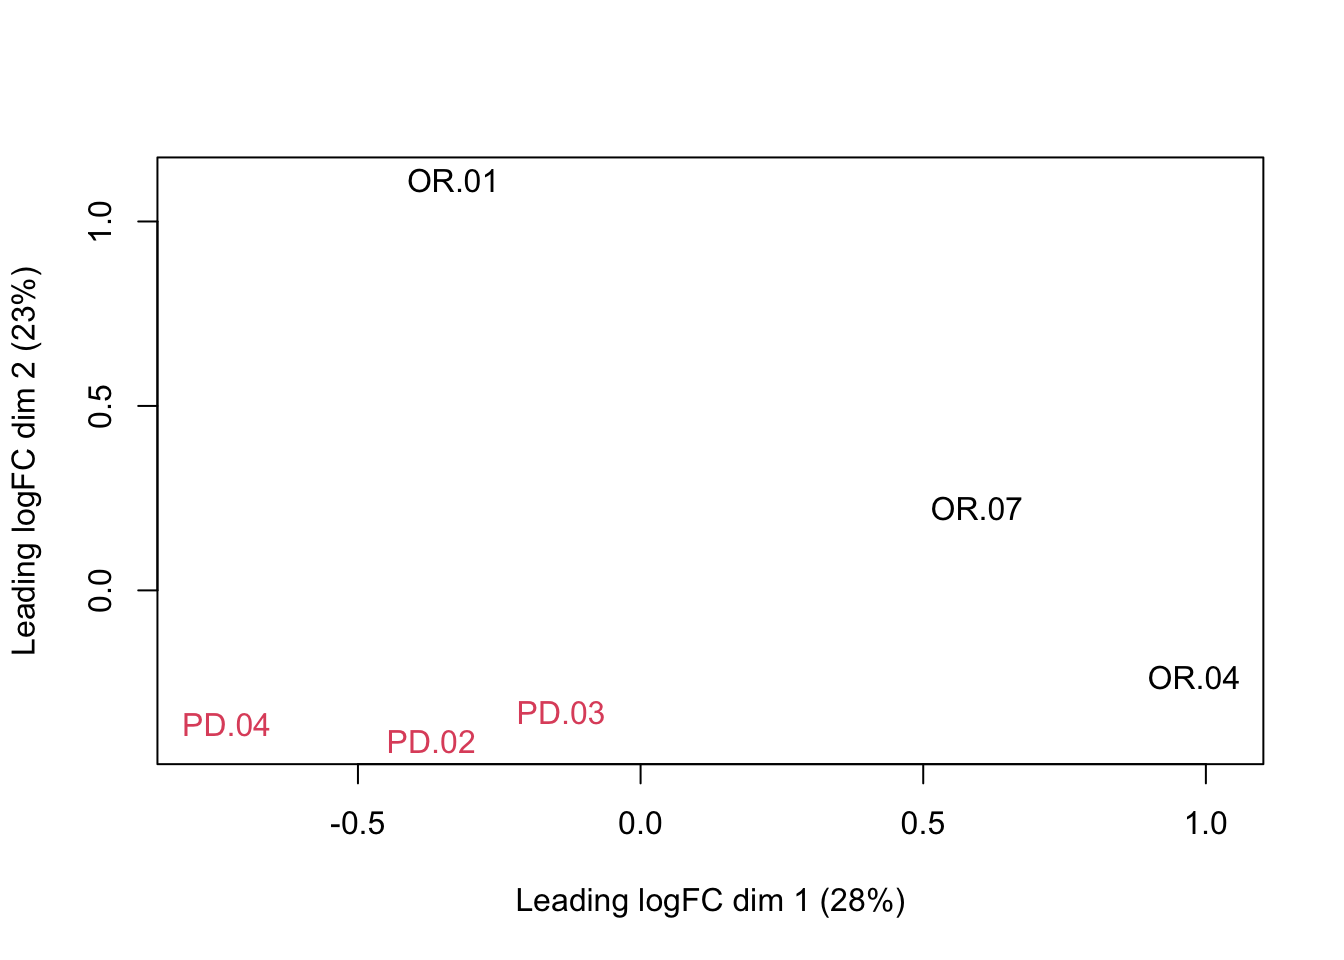 OR.01
1.0
0.5
OR.07
0.0
OR.04
PD.04
PD.02
PD.03
Leading logFC dim 2 (23%)
-0.5
0.0
0.5
1.0
Leading logFC dim 1 (28%)